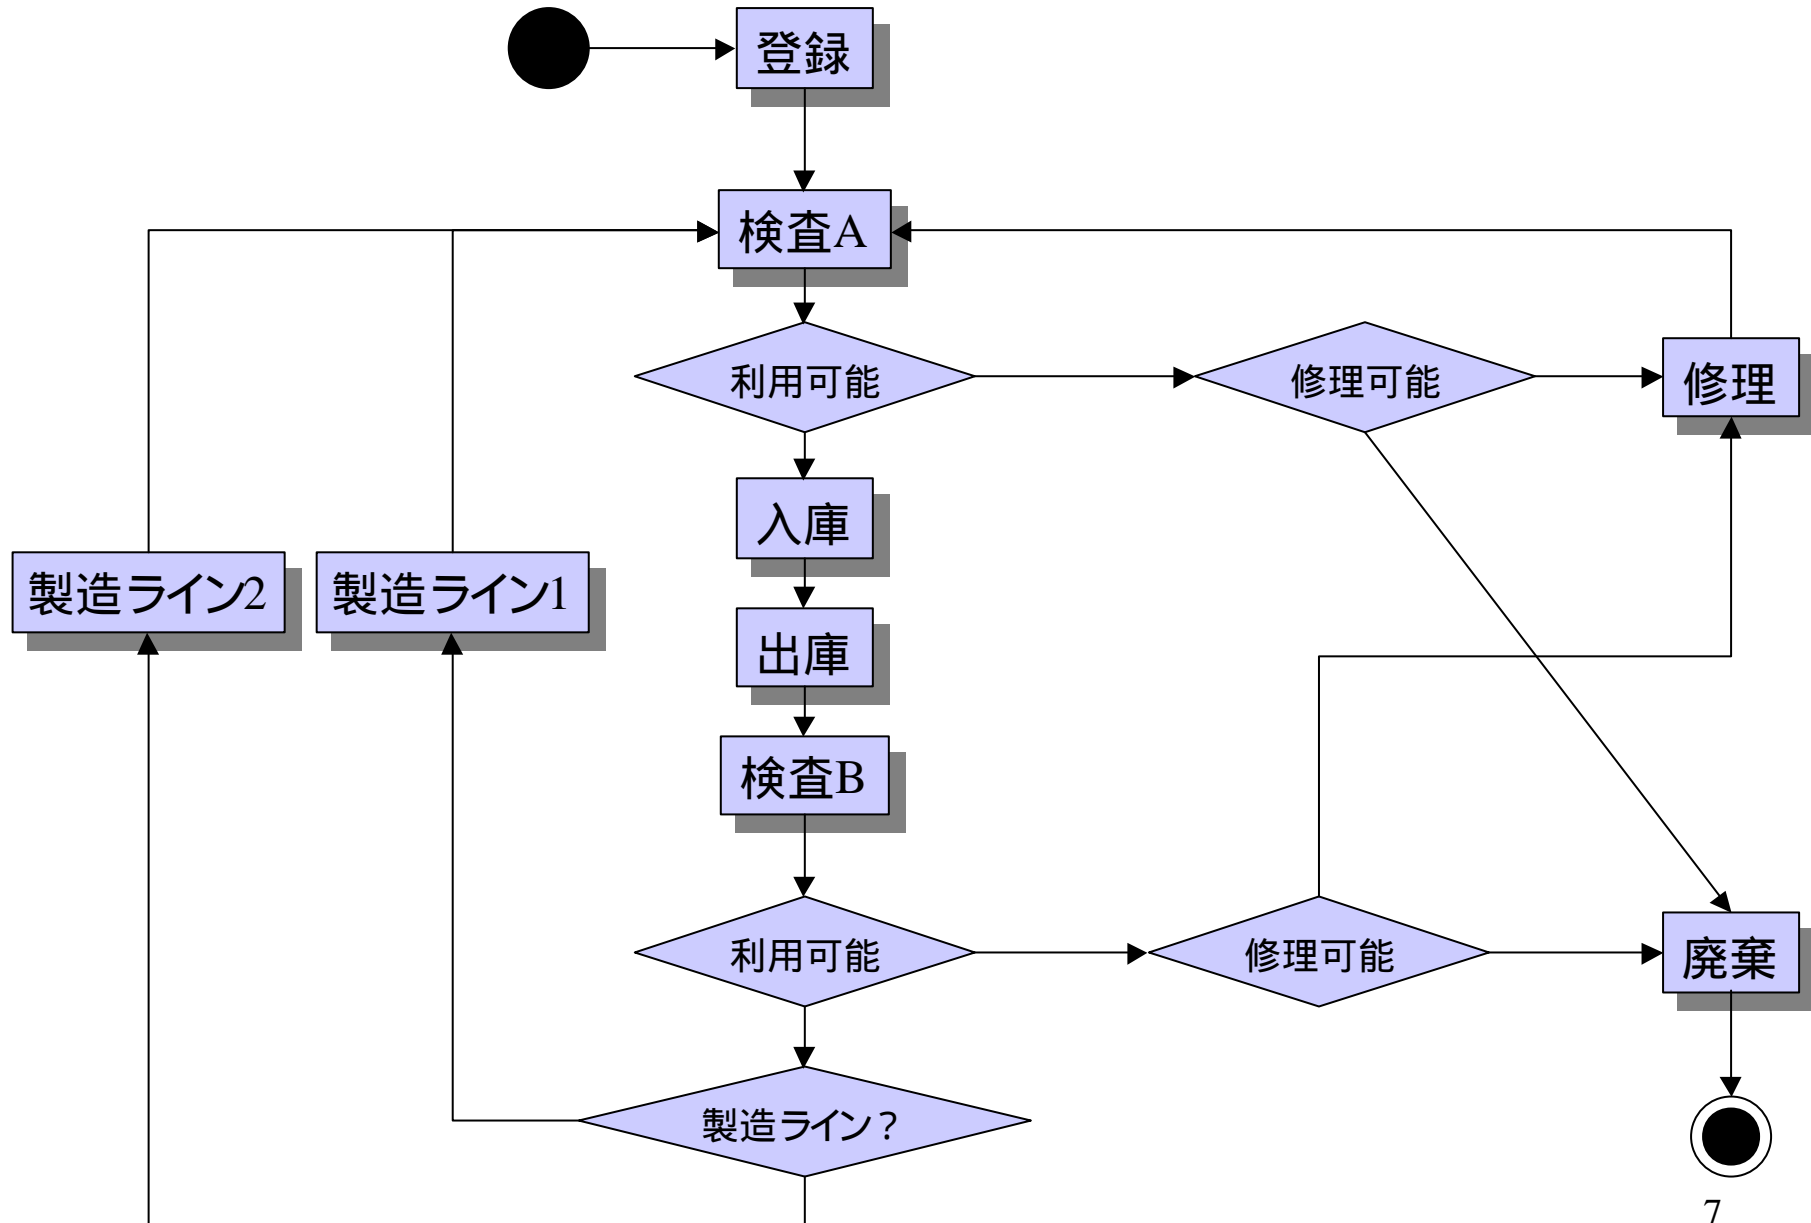 登録
検査A
利用可能
修理可能
修理
入庫
製造ライン2
製造ライン1
出庫
検査B
利用可能
修理可能
廃棄
製造ライン？
7